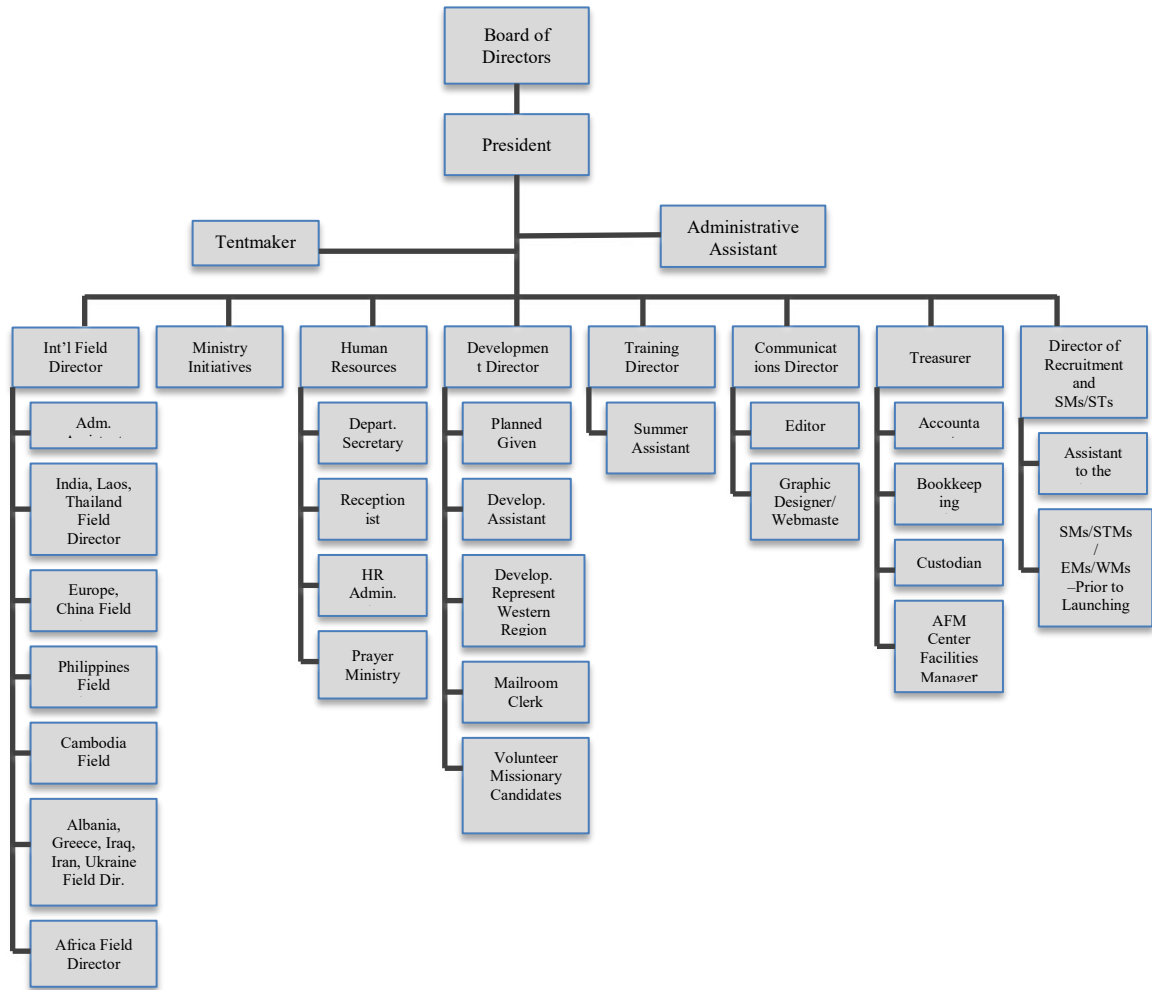 Board of
Directors
President
Tentmaker
Administrative
Assistant
Int'l Field
Director
Ministry
Initiatives
Human
Resources
Developmen
t Director
Training
Director
Communicat
ions Director
Treasurer
Director of
Recruitment
and
SMs/STs
Adm.
India, Laos,
Thailand
Field
Director
Europe,
China Field
Philippines
Field
Cambodia
Field
Albania,
Greece, Iraq,
Iran, Ukraine
Field Dir.
Africa Field
Director
Depart.
Secretary
Reception
ist
HR
Admin.
Prayer
Ministry
Planned
Given
Develop.
Assistant
Develop.
Represent
Western
Region
Mailroom
Clerk
Volunteer
Missionary
Candidates
Summer
Assistant
Editor
Graphic
Designer/
Webmaste
Accounta
Bookkeep
ing
Custodian
AFM
Center
Facilities
Manager
Assistant
to the
SMs/STMs
/
EMs/WMs
–Prior to
Launching